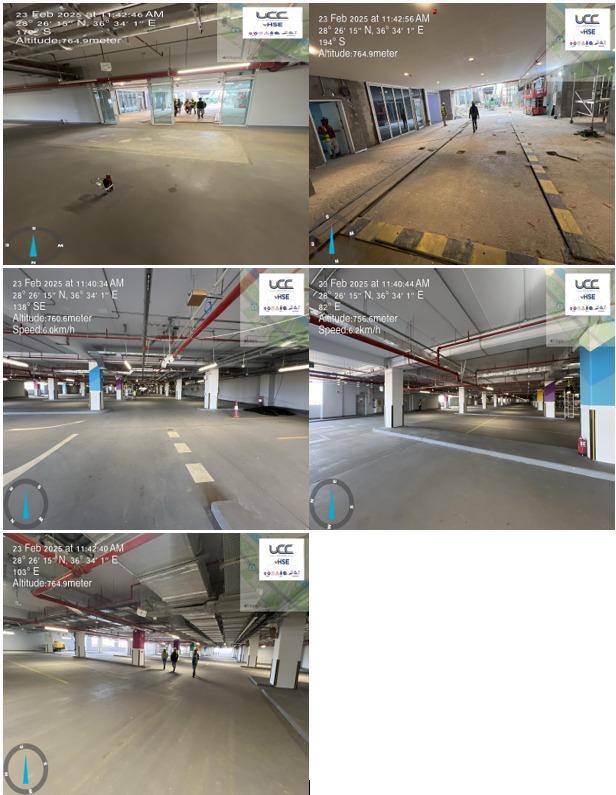 23 Feb 2025 at 11:42:46 AM
28° 26' 15" N, 36° 34' 1" E
Altitude:764.9meter
UCC
HSE
23 Feb 2025 at 11:42:56 AM
28° 26' 15" N, 36° 34' 1" E
194° S
Altitude:764.9meter
UCC
HSE
23 Feb 2025 at 11:40:34 AM
28° 26' 15" N, 36° 34' 1" E
138° SE
Altitude:760.6meter
Speed:6.0km/h
UCC
HSE
23 Feb 2025 at 11:40:44 AM
28° 26' 15" N, 36° 34' 1" E
82° E
Altitude:756.6meter
Speed:6.2km/h
UCC
HSE
23 Feb 2025 at 11:42:40 AM
28° 26' 15" N, 36° 34' 1" E
103° E
Altitude:764.9meter
UCC
HSE